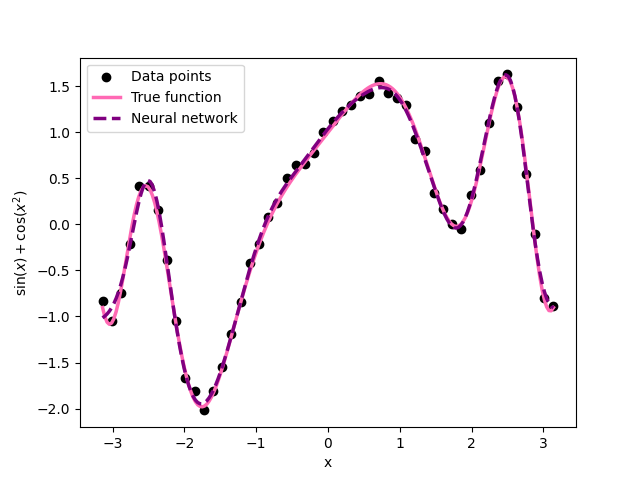 Data points
True function
Neural network
sin(x) + cos(x²)
1.5
1.0
0.5
0.0
−0.5
−1.0
−1.5
−2.0
−3 −2 −1 0 1 2 3
x